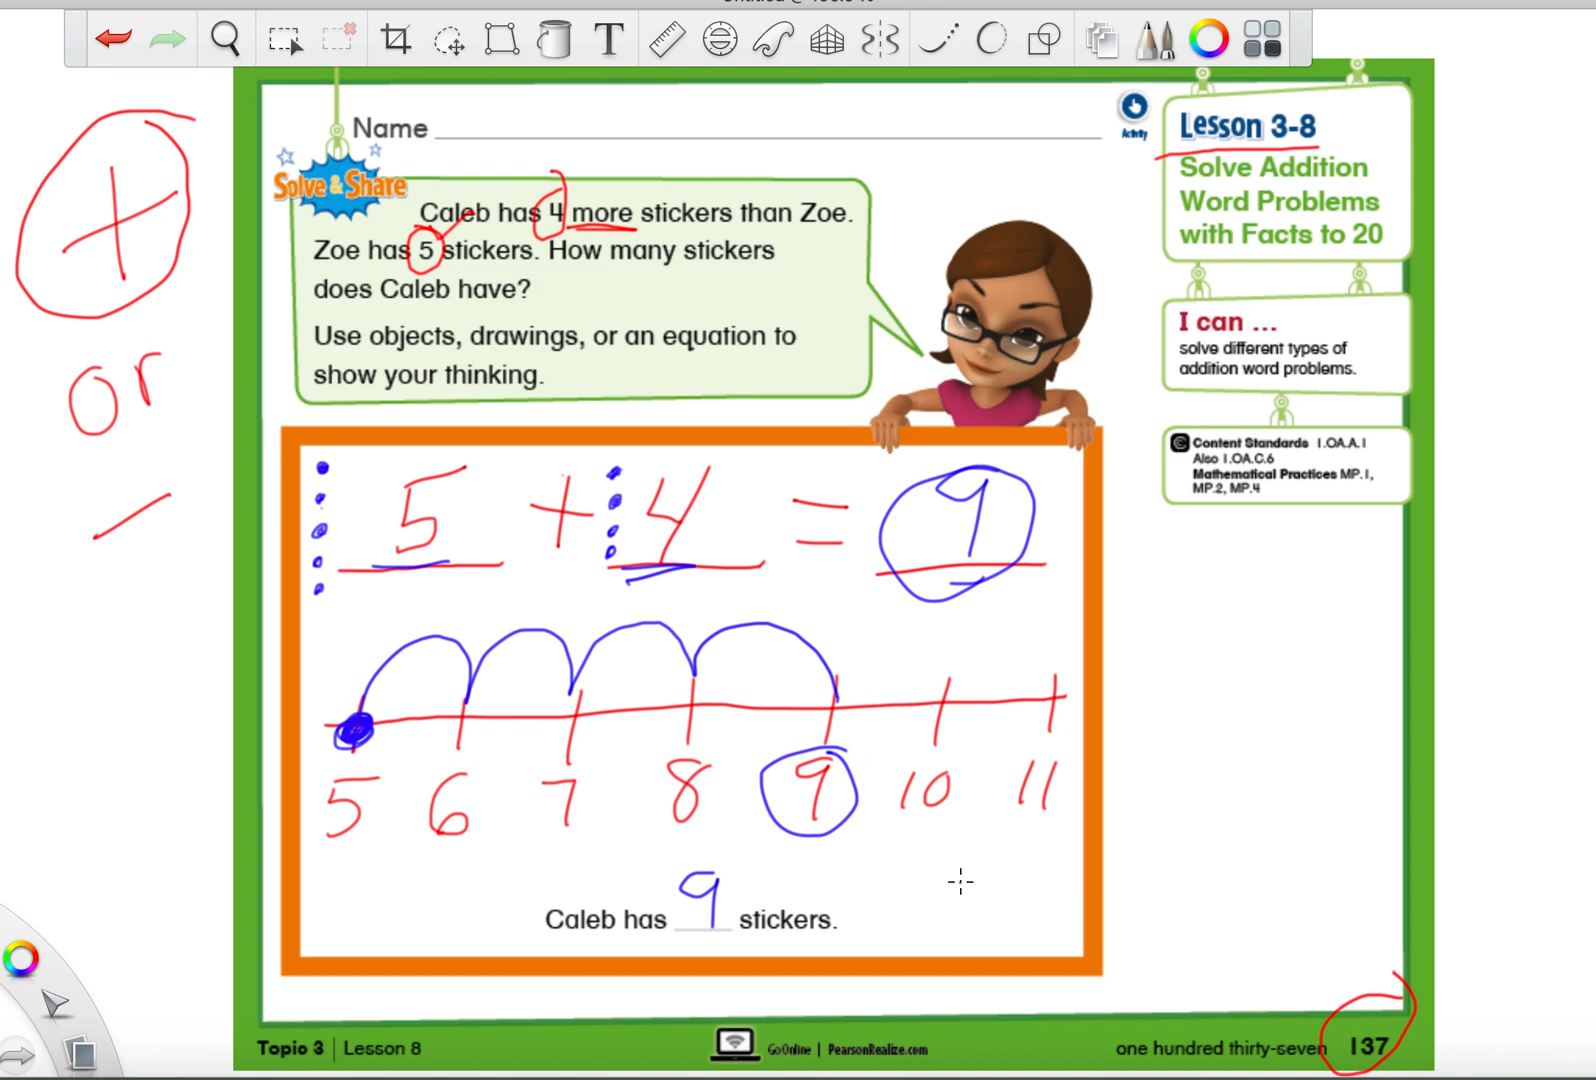 Name
Activity
Lesson 3-8
Solve Addition
Word Problems
with Facts to 20
Solve & Share
Caleb has 4 more stickers than Zoe.
Zoe has 5 stickers. How many stickers
does Caleb have?
Use objects, drawings, or an equation to
show your thinking.
I can ...
solve different types of
addition word problems.
Content Standards 1.OA.A.1
Also 1.OA.C.6
Mathematical Practices MP.1,
MP.2, MP.4
+
or
-
5 + 4 = 9
5 6 7 8 9 10 11
Caleb has 9 stickers.
Topic 3 | Lesson 8
Go Online | PearsonRealize.com
one hundred thirty-seven 137